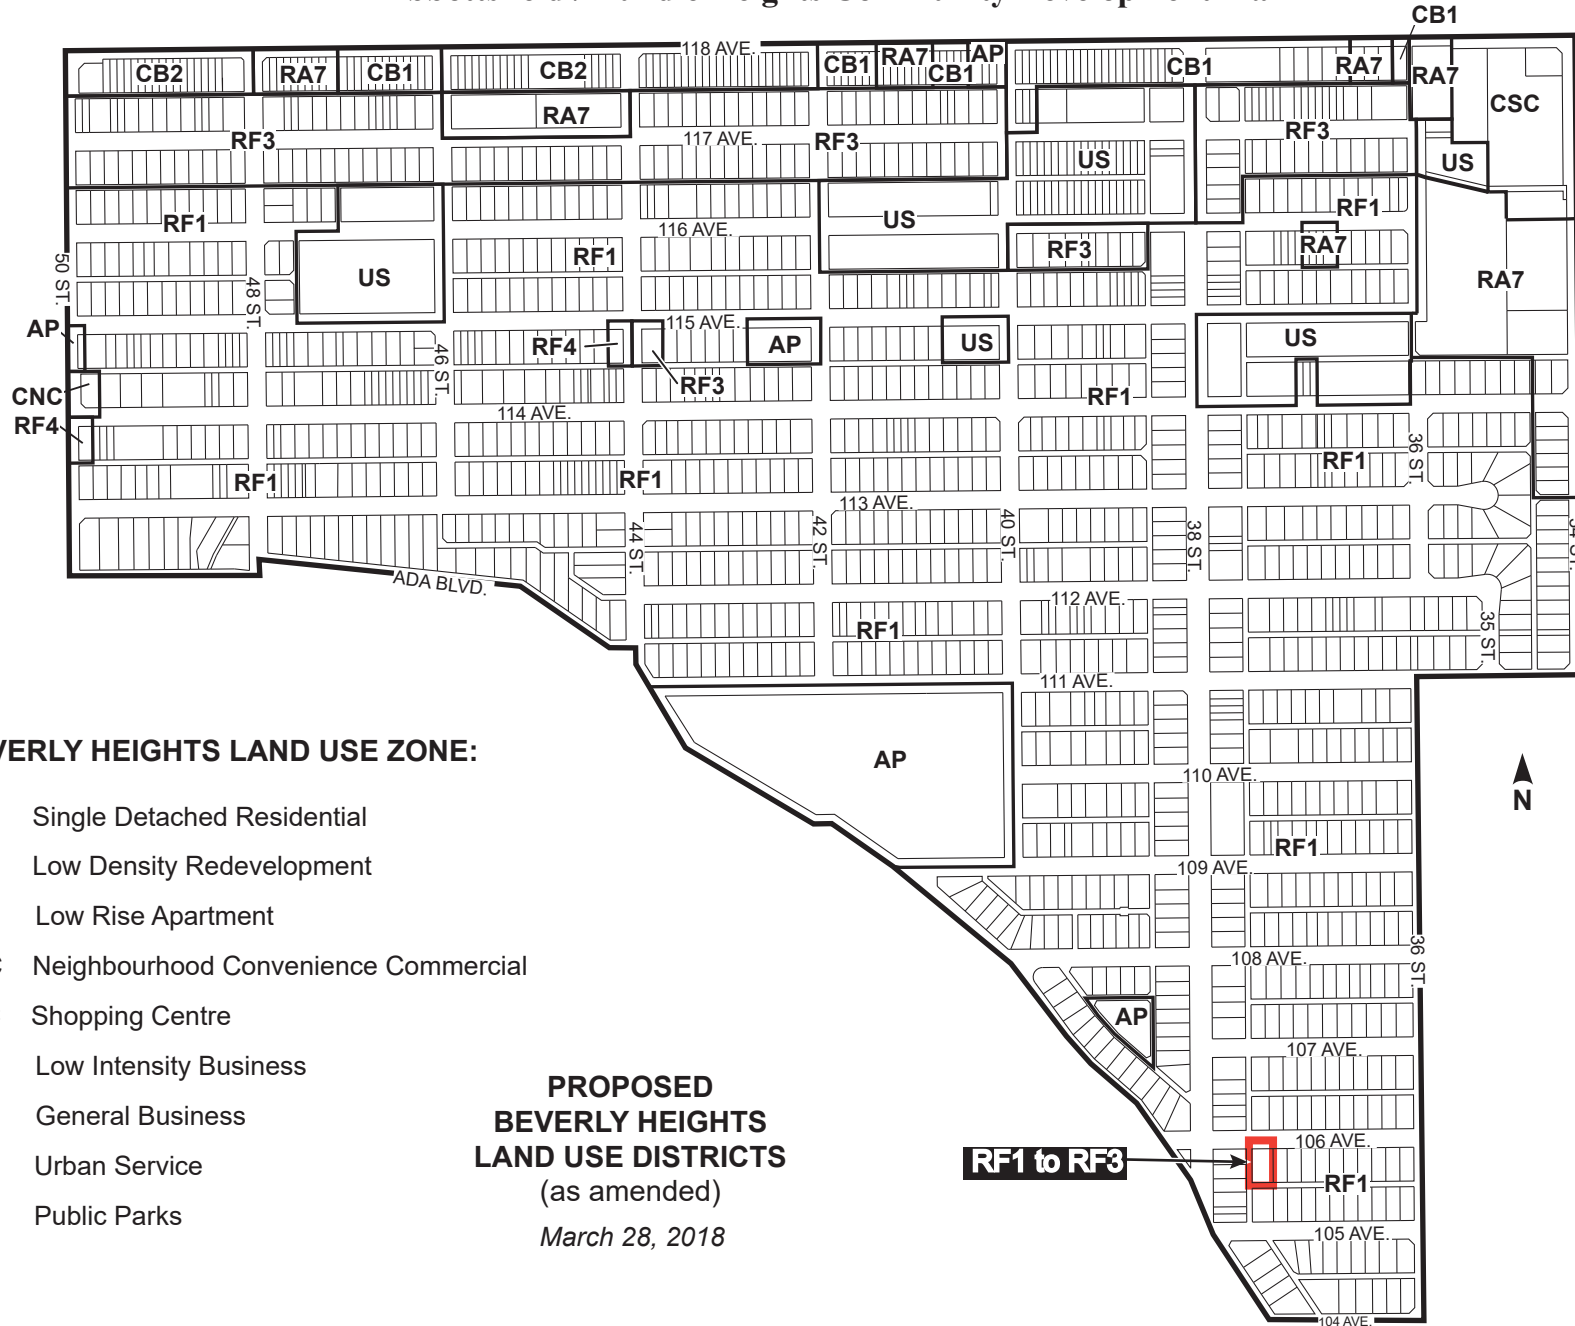 CB1
118 AVE.
CB2
RA7
CB1
CB2
CB1
RA7
CB1
AP
CB1
RA7
RA7
CSC
RF3
RA7
117 AVE.
RF3
US
RF3
US
RF1
US
RF1
116 AVE.
US
RF1
RF3
RF1
RA7
RA7
50 ST.
48 ST.
AP
46 ST.
RF4
115 AVE.
RF3
AP
US
US
CNC
RF4
114 AVE.
RF1
RF1
RF1
RF1
36 ST.
113 AVE.
44 ST.
42 ST.
40 ST.
38 ST.
ADA BLVD.
112 AVE.
RF1
35 ST.
111 AVE.
AP
110 AVE.
N
RF1
109 AVE.
108 AVE.
36 ST.
AP
107 AVE.
106 AVE.
RF1 to RF3
RF1
105 AVE.
104 AVE.
HEIGHTS LAND USE ZONE:
Single Detached Residential
Low Density Redevelopment
Low Rise Apartment
Neighbourhood Convenience Commercial
Shopping Centre
Low Intensity Business
General Business
Urban Service
Public Parks
PROPOSED
BEVERLY HEIGHTS
LAND USE DISTRICTS
(as amended)
March 28, 2018